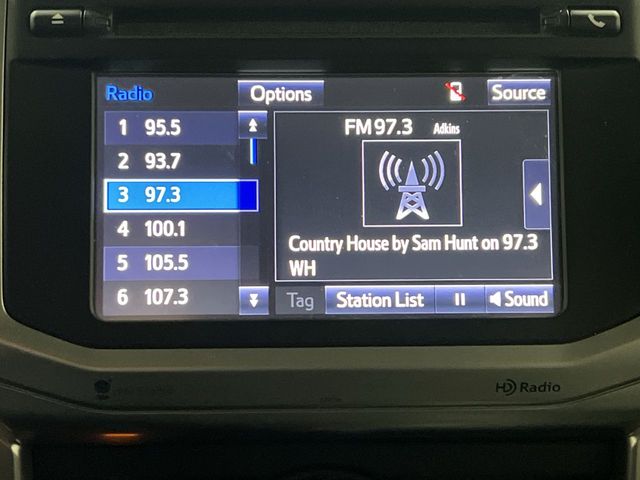 Radio
Options
Source
1 95.5
2 93.7
3 97.3
4 100.1
5 105.5
6 107.3
FM 97.3 Adkins
Country House by Sam Hunt on 97.3
WH
Tag
Station List
Sound
HD Radio